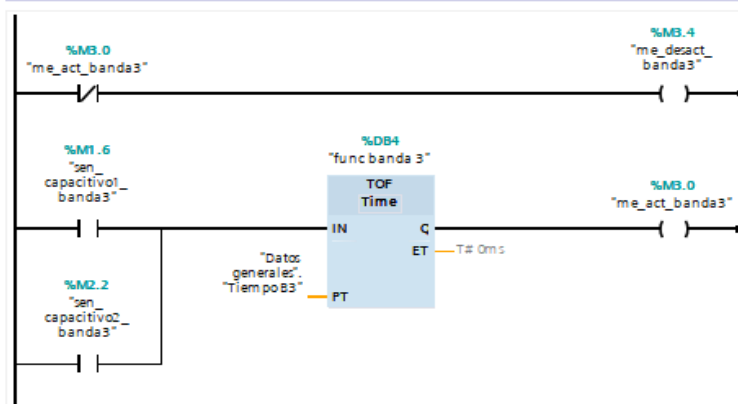 %M3.0
"me_act_banda3"
%M3.4
"me_desact_
banda3"
%M1.6
"sen_
capacitivo1_
banda3"
%DB4
"func banda 3"
TOF
Time
IN
Q
ET
T# 0ms
"Datos
generales".
"TiempoB3"
PT
%M3.0
"me_act_banda3"
%M2.2
"sen_
capacitivo2_
banda3"